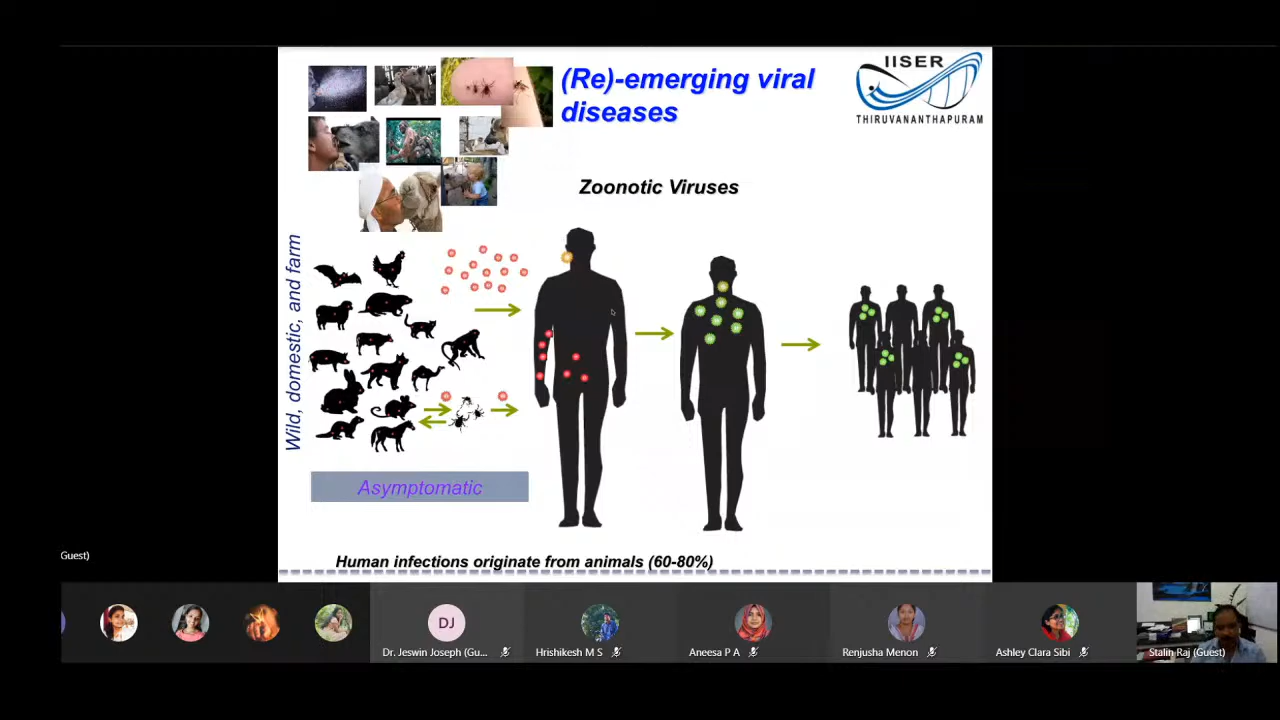 (Re)-emerging viral
diseases
IISER
THIRUVANANTHAPURAM
Zoonotic Viruses
Wild, domestic, and farm
Asymptomatic
Human infections originate from animals (60-80%)
Guest)
DJ
Dr. Jeswin Joseph (Gu...
Hrishikesh M S
Aneesa P A
Renjusha Menon
Ashley Clara Sibi
Stalin Raj (Guest)